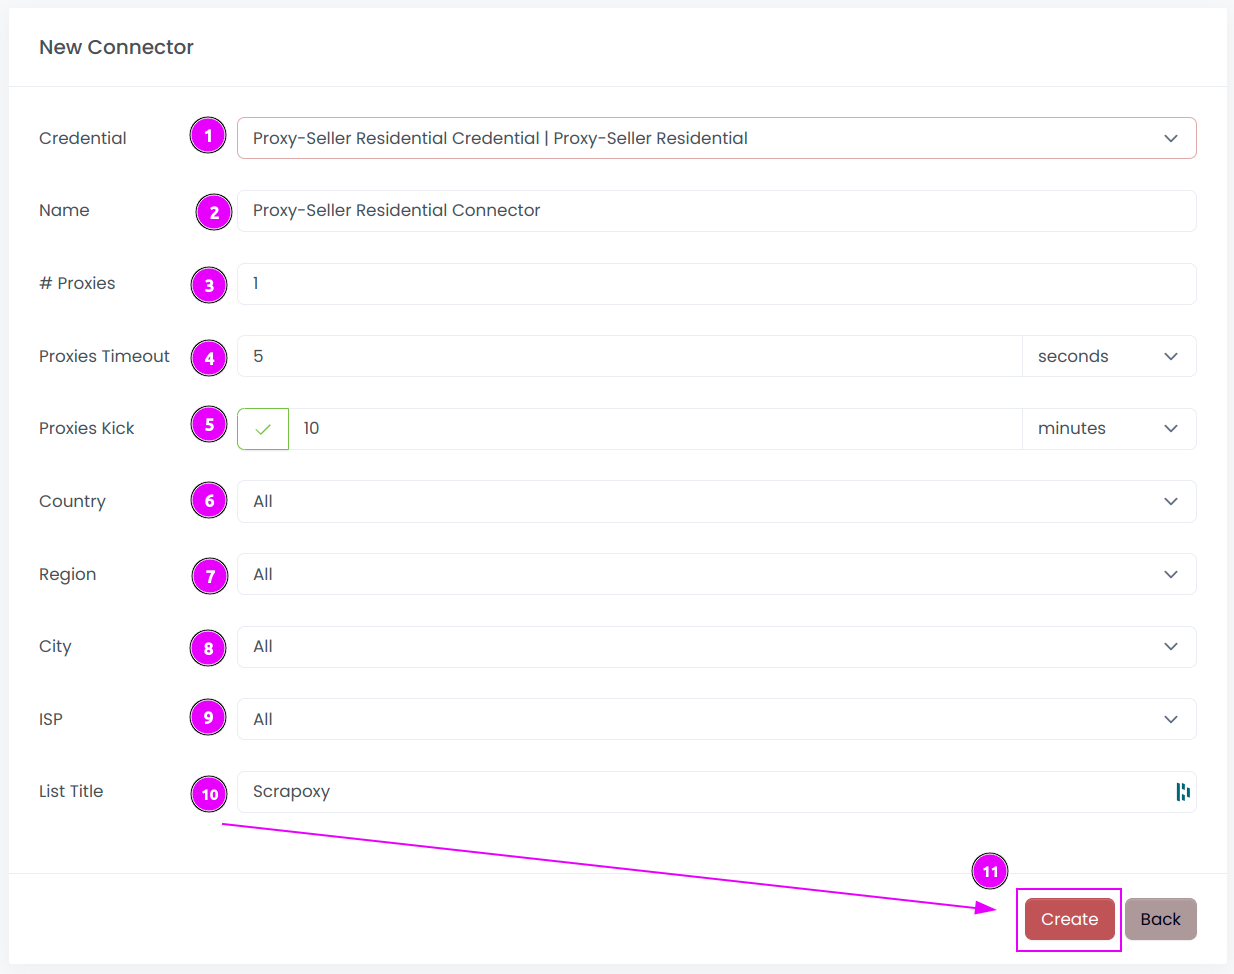 New Connector
Credential 1 Proxy-Seller Residential Credential | Proxy-Seller Residential
Name 2 Proxy-Seller Residential Connector
# Proxies 3 1
Proxies Timeout 4 5 seconds
Proxies Kick 5 10 minutes
Country 6 All
Region 7 All
City 8 All
ISP 9 All
List Title 10 Scrapoxy
11
Create Back